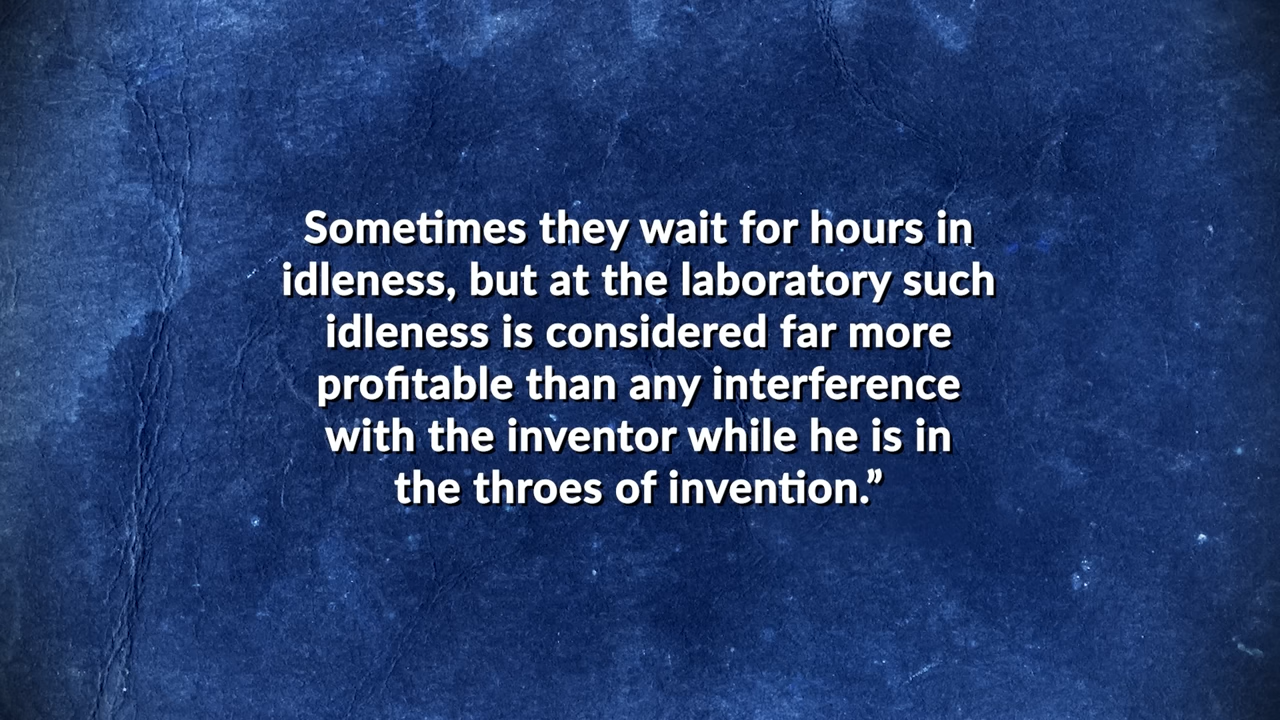 Sometimes they wait for hours in
idleness, but at the laboratory such
idleness is considered far more
profitable than any interference
with the inventor while he is in
the throes of invention.”